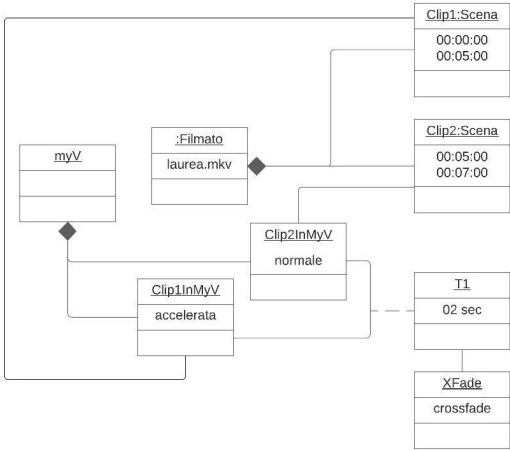 Clip1:Scena
00:00:00
00:05:00
:Filmato
laurea.mkv
Clip2:Scena
00:05:00
00:07:00
myV
Clip2InMyV
normale
Clip1InMyV
accelerata
T1
02 sec
XFade
crossfade